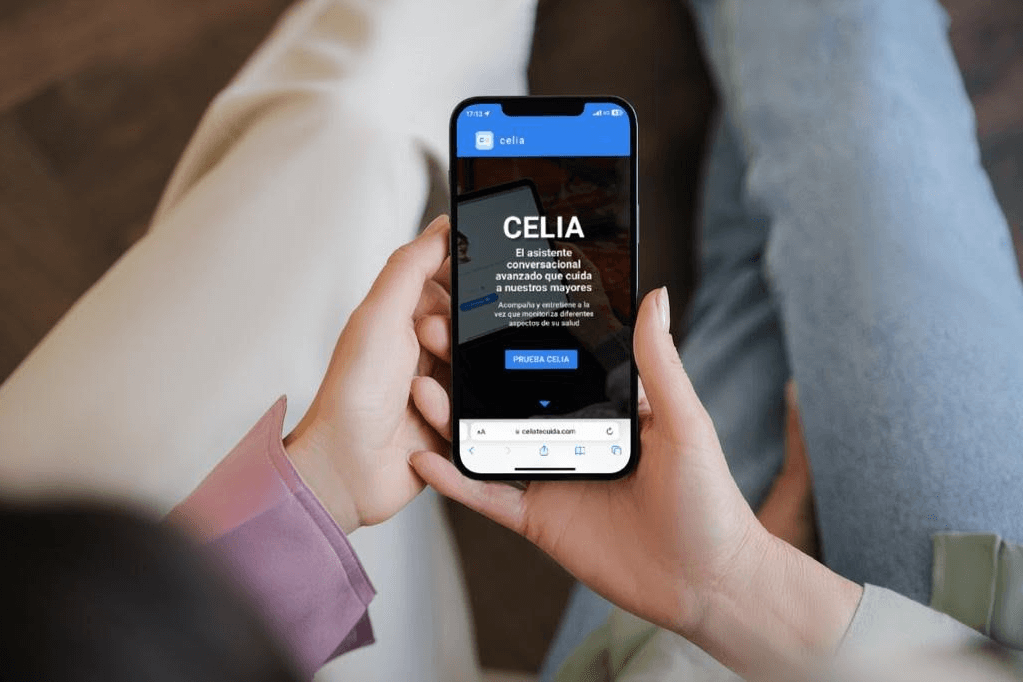 17:13
celia
CELIA
El asistente
conversacional
avanzado que cuida
a nuestros mayores
Acompaña y entretiene a la
vez que monitoriza diferentes
aspectos de su salud
PRUEBA CELIA
AA
celiatecuida.com